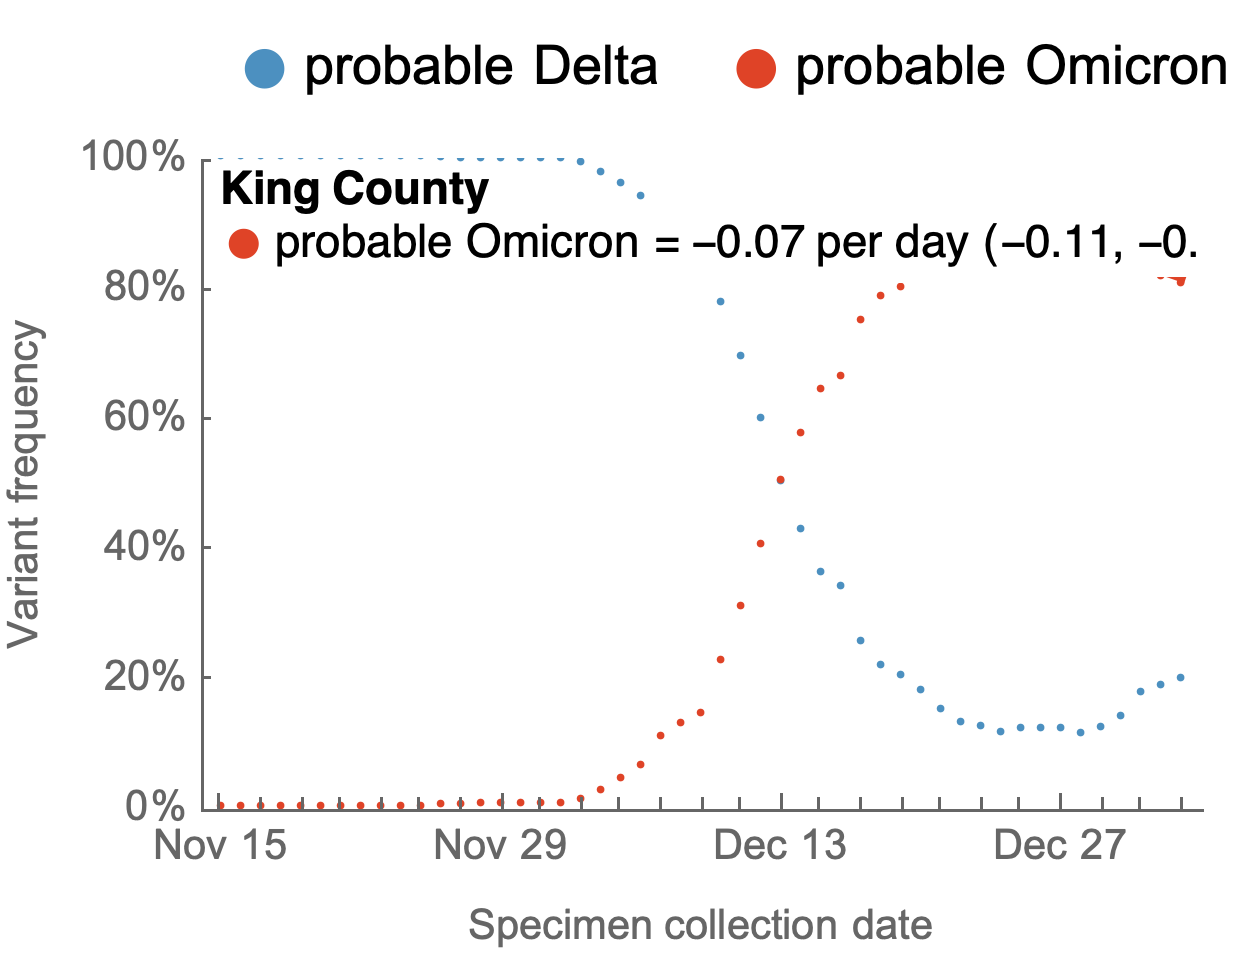 probable Delta probable Omicron
100%
King County
probable Omicron = −0.07 per day (−0.11, −0.
80%
60%
40%
20%
0%
Variant frequency
Nov 15 Nov 29 Dec 13 Dec 27
Specimen collection date